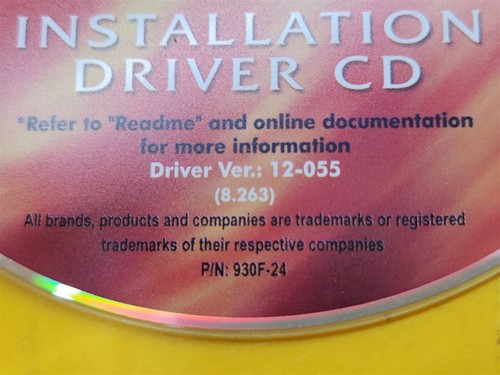 INSTALLATION
DRIVER CD
*Refer to "Readme" and online documentation
for more information
Driver Ver.: 12-055
(8.263)
All brands, products and companies are trademarks or registered
trademarks of their respective companies
P/N: 930F-24